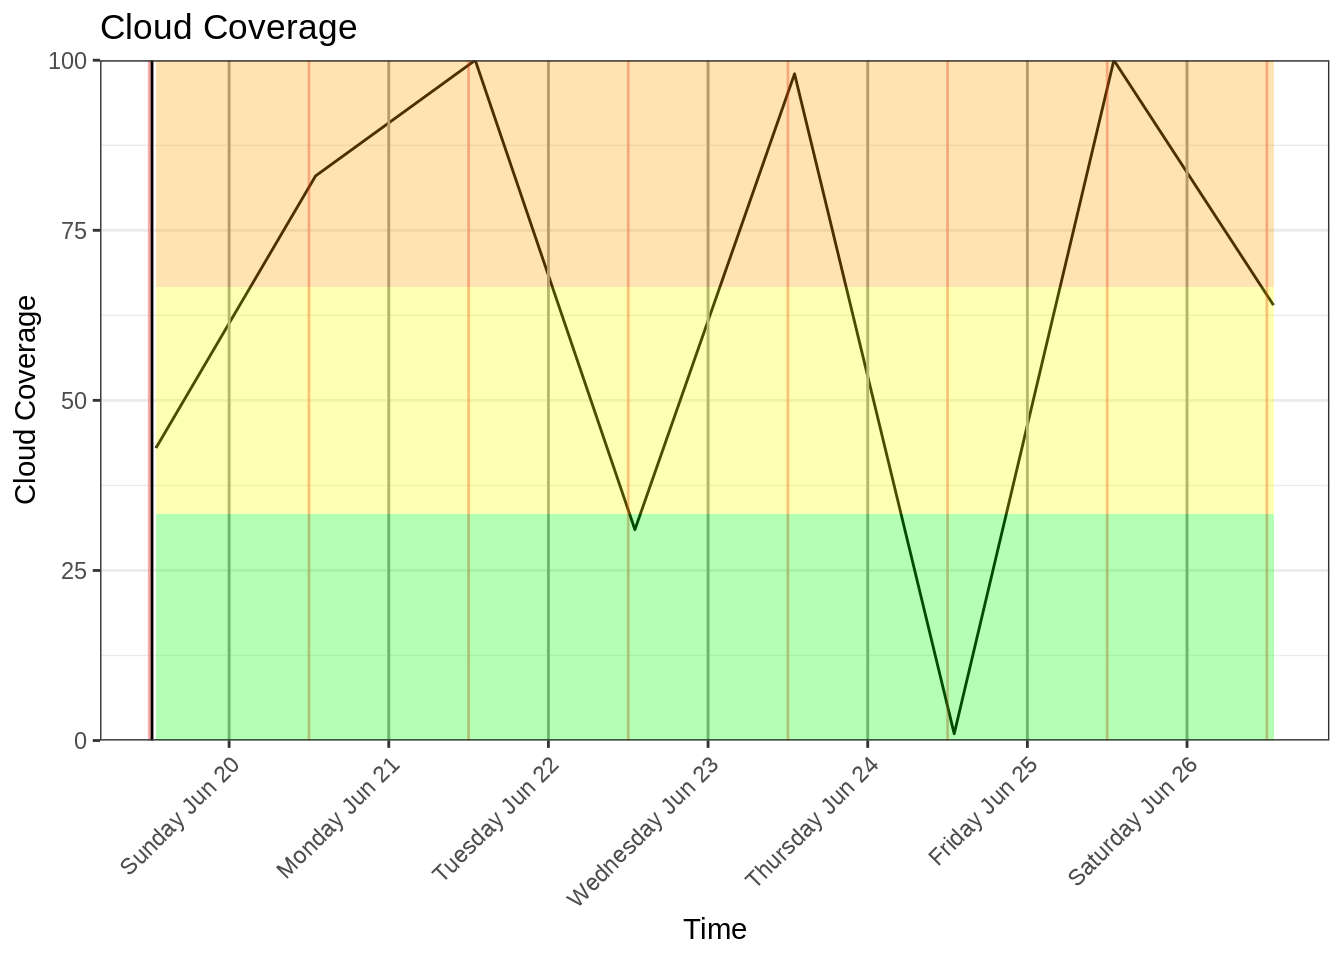 Cloud Coverage
100
75
50
25
0
Cloud Coverage
Sunday Jun 20
Monday Jun 21
Tuesday Jun 22
Wednesday Jun 23
Thursday Jun 24
Friday Jun 25
Saturday Jun 26
Time